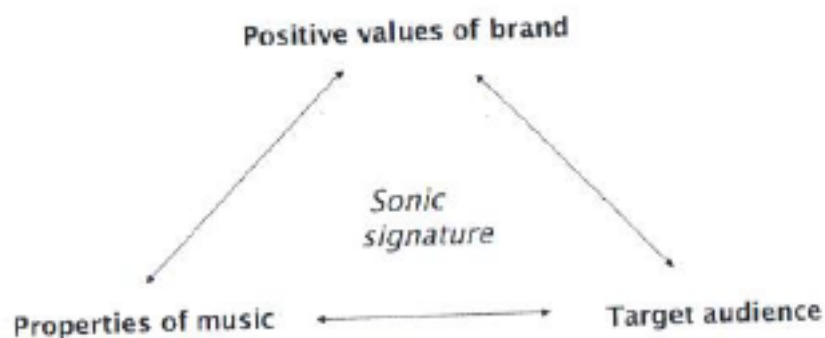 Positive values of brand
Sonic
signature
Properties of music
Target audience